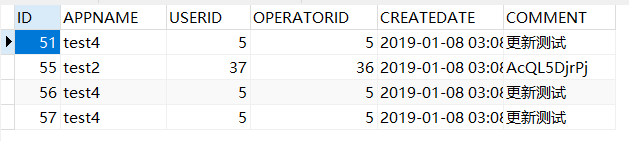 ID APPNAME USERID OPERATORID CREATEDATE COMMENT
51 test4 5 5 2019-01-08 03:08 更新测试
55 test2 37 36 2019-01-08 03:08 AcQL5DjrPj
56 test4 5 5 2019-01-08 03:08 更新测试
57 test4 5 5 2019-01-08 03:08 更新测试